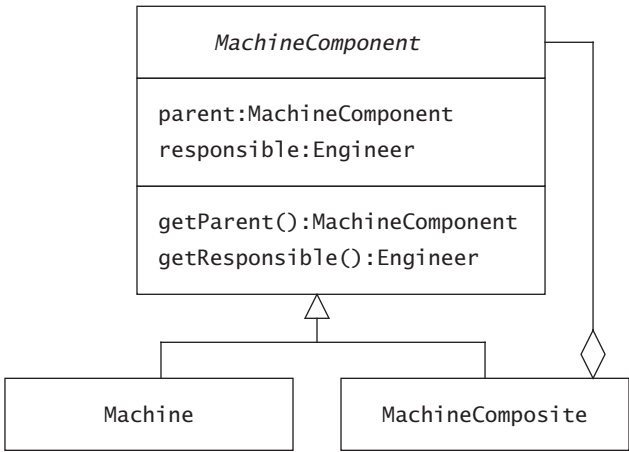 MachineComponent
parent:MachineComponent
responsible:Engineer
getParent():MachineComponent
getResponsible():Engineer
Machine
MachineComposite